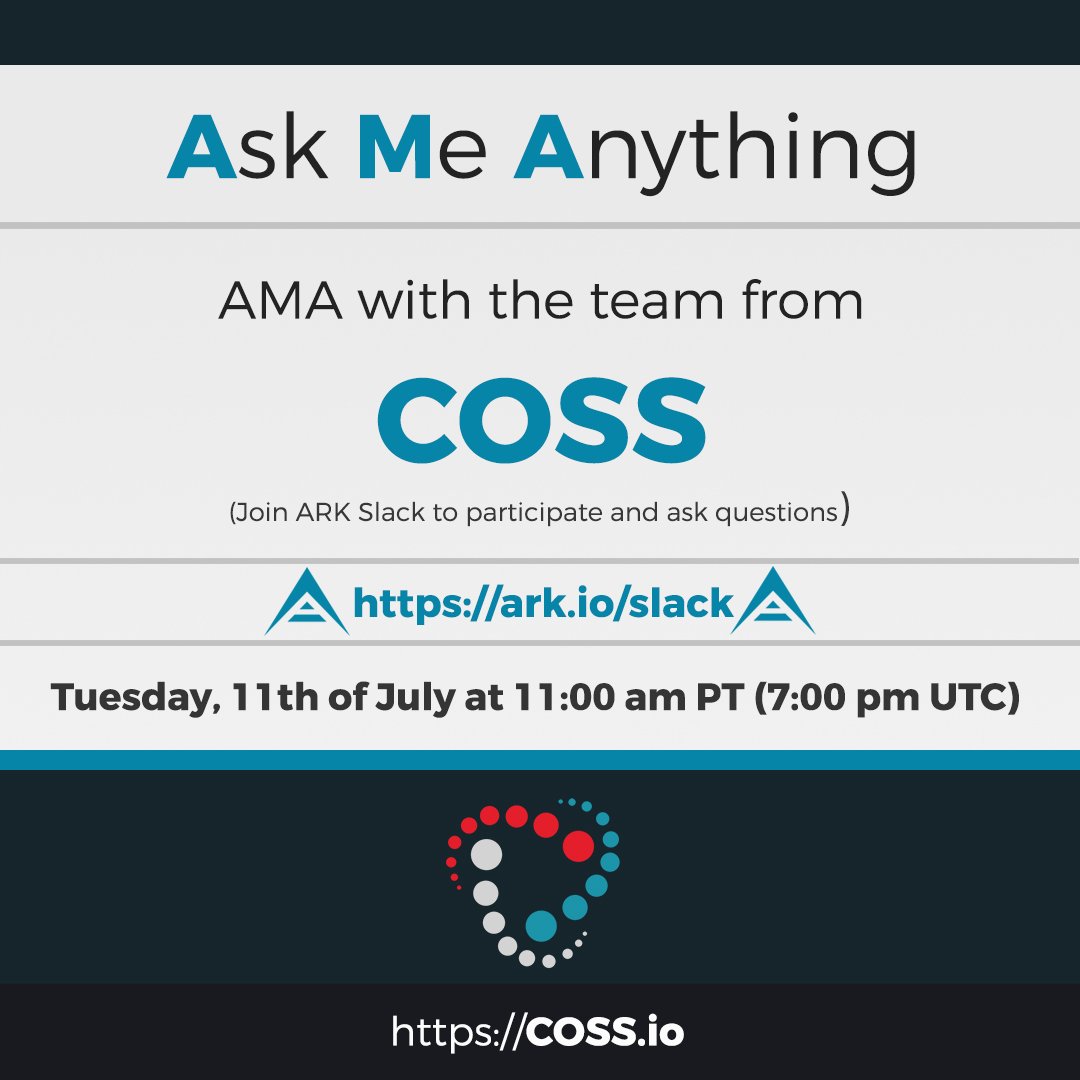 Ask Me Anything
AMA with the team from
COSS
(Join ARK Slack to participate and ask questions)
https://ark.io/slack
Tuesday, 11th of July at 11:00 am PT (7:00 pm UTC)
https://COSS.io